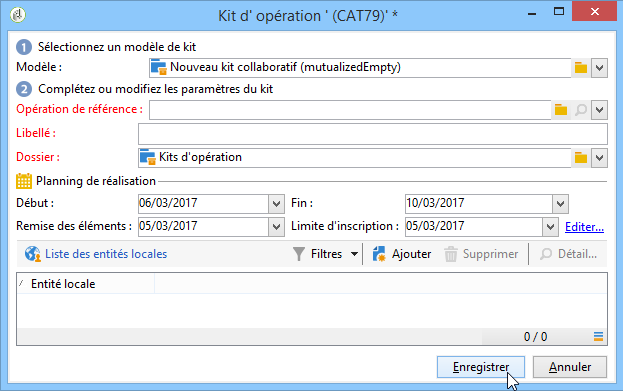 Kit d' opération ' (CAT79)' *
1 Sélectionnez un modèle de kit
Modèle : Nouveau kit collaboratif (mutualizedEmpty)
2 Complétez ou modifiez les paramètres du kit
Opération de référence :
Libellé :
Dossier : Kits d'opération
Planning de réalisation
Début : 06/03/2017 Fin : 10/03/2017
Remise des éléments : 05/03/2017 Limite d'inscription : 05/03/2017 Editer...
Liste des entités locales Filtres Ajouter Supprimer Détail...
Entité locale
0 / 0
Enregistrer Annuler